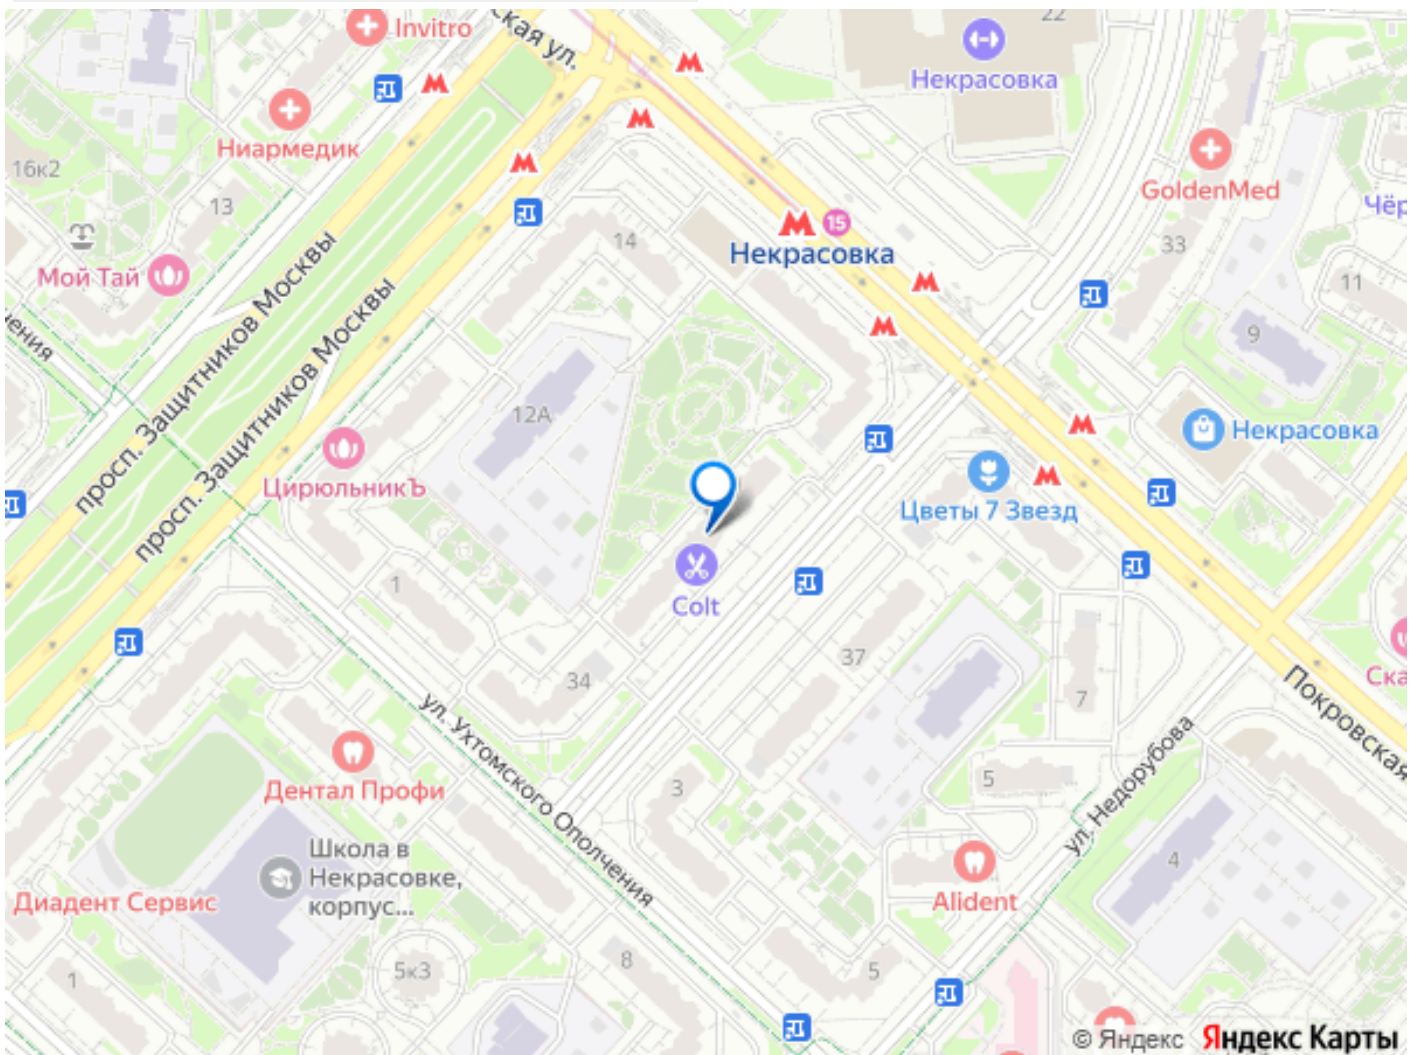 ская ул.
Invitro
22
Некрасовка
Ниармедик
16к2
13
GoldenMed
Чёр
14
15
Некрасовка
33
Мой Тай
11
чения
9
просп. Защитников Москвы
просп. Защитников Москвы
12А
Некрасовка
ЦирюльникЪ
Цветы 7 Звезд
1
Colt
37
34
7
Ска
Покровская
ул. Ухтомского Ополчения
ул. Недорубова
3
5
Дентал Профи
4
Школа в
Некрасовке,
корпус...
Диадент Сервис
Alident
8
5
5к3
1
© Яндекс Яндекс Карты